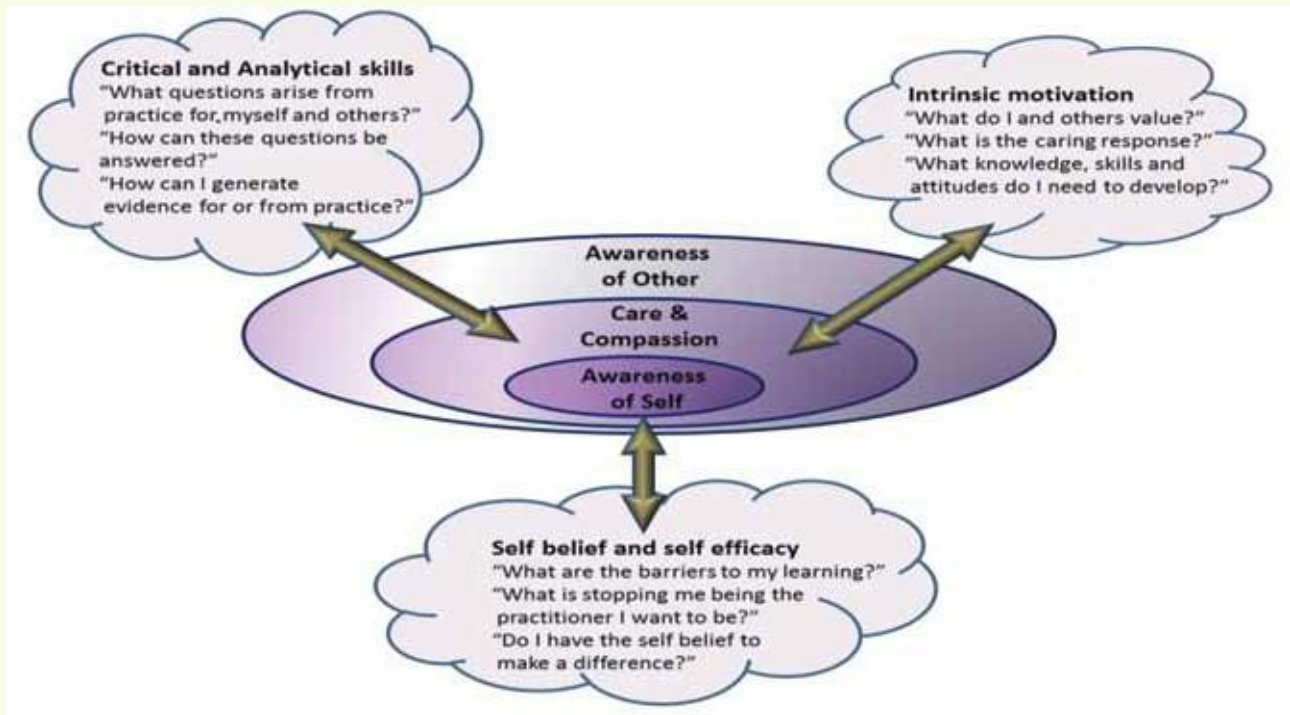 Critical and Analytical skills
"What questions arise from
practice for.myself and others?"
"How can these questions be
answered?"
"How can I generate
evidence for or from practice?"
Intrinsic motivation
"What do I and others value?"
"What is the caring response?"
"What knowledge, skills and
attitudes do I need to develop?"
Awareness
of Other
Care &
Compassion
Awareness
of Self
Self belief and self efficacy
"What are the barriers to my learning?"
"What is stopping me being the
practitioner I want to be?"
"Do I have the self belief to
make a difference?"